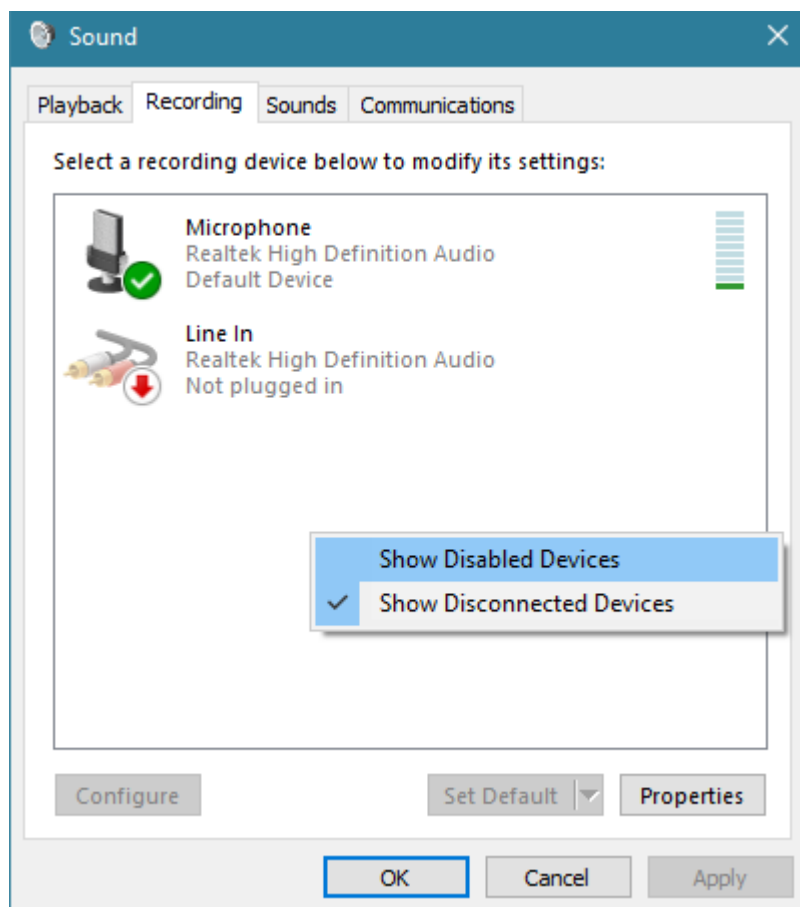 Sound
Playback Recording Sounds Communications
Select a recording device below to modify its settings:
Microphone
Realtek High Definition Audio
Default Device
Line In
Realtek High Definition Audio
Not plugged in
Show Disabled Devices
Show Disconnected Devices
Configure Set Default Properties
OK Cancel Apply